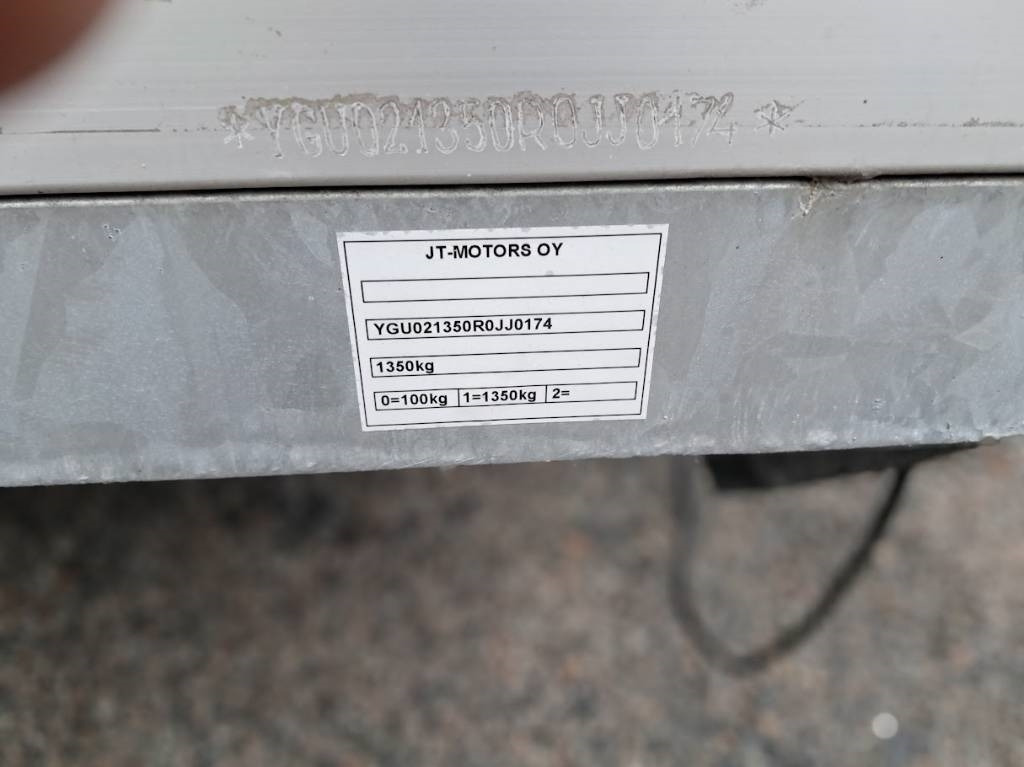 *YGU021350R0JJ0174*
JT-MOTORS OY
YGU021350R0JJ0174
1350kg
0=100kg 1=1350kg 2=